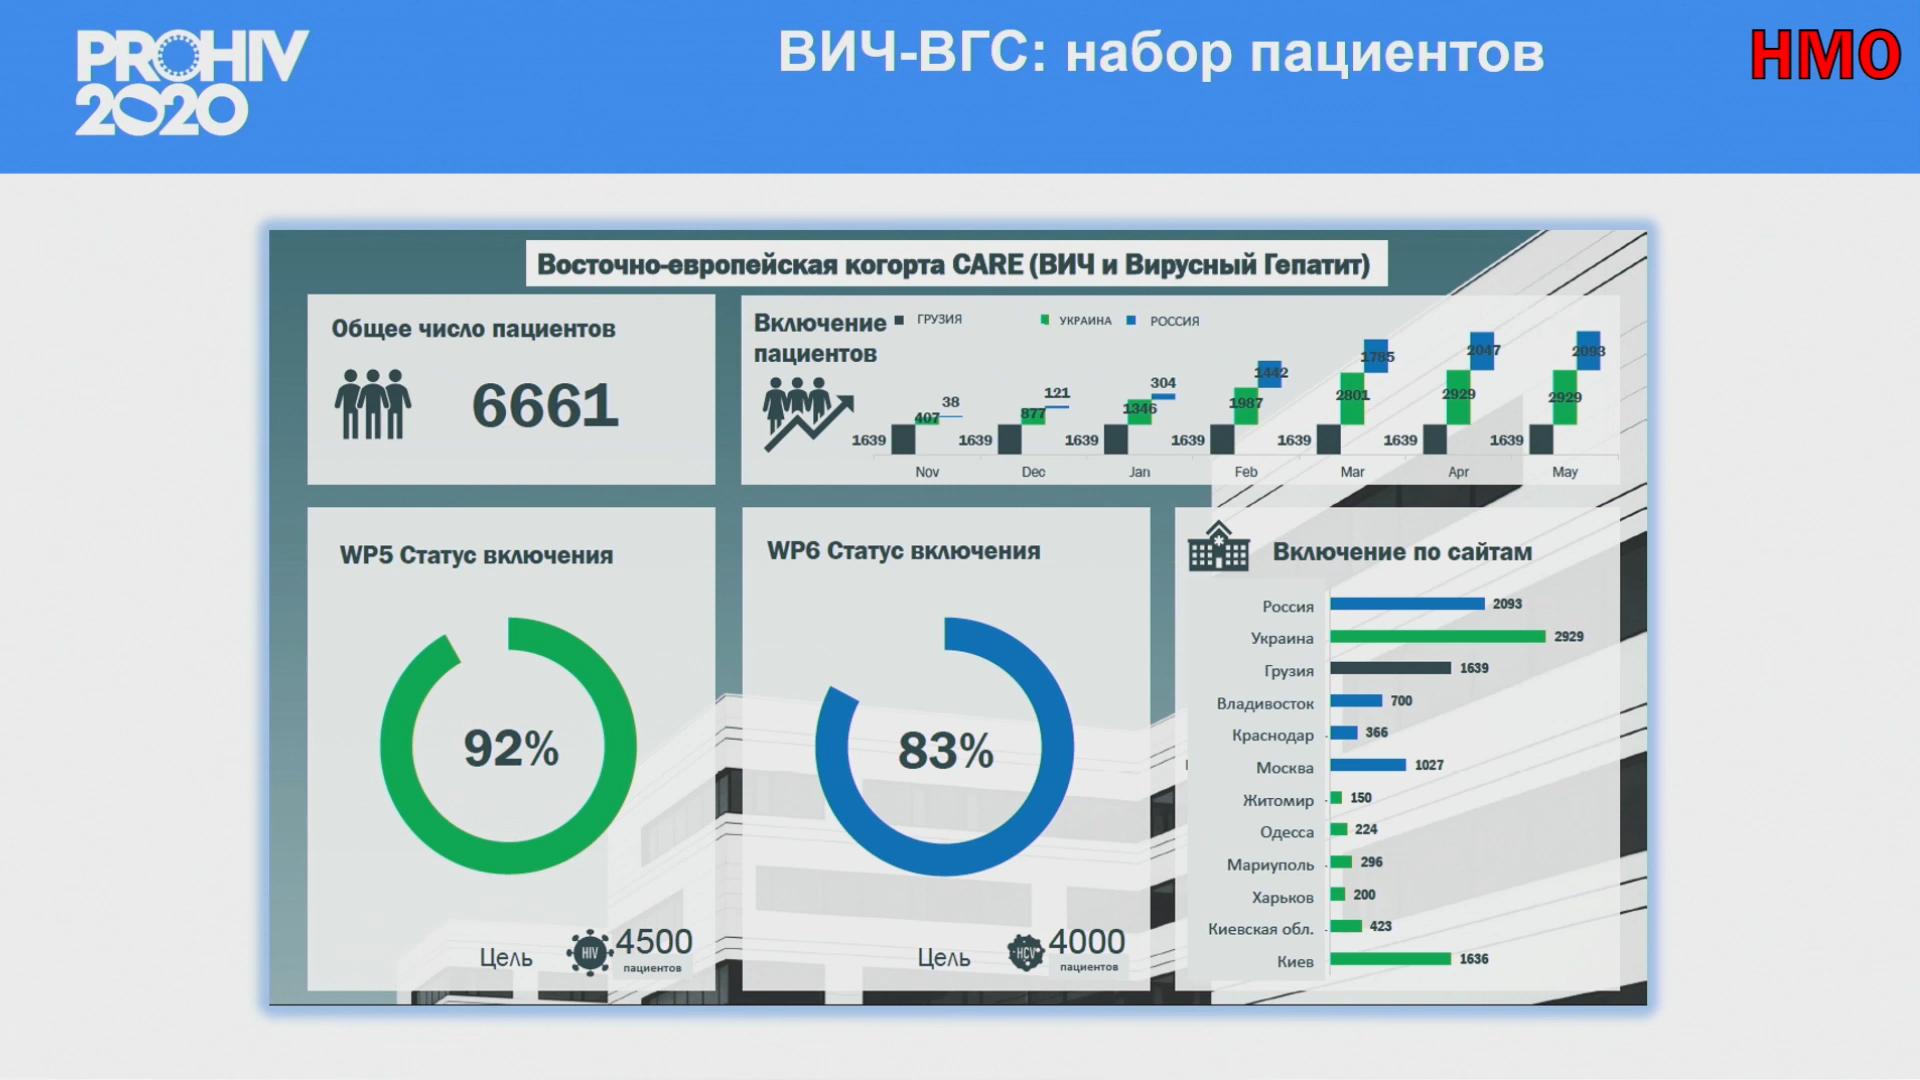 PROHIV
2020
ВИЧ-ВГС: набор пациентов
НМО
Восточно-европейская когорта CARE (ВИЧ и Вирусный Гепатит)
Общее число пациентов
6661
Включение
пациентов
ГРУЗИЯ
УКРАИНА
РОССИЯ
1639
407
38
1639
877
121
1639
1346
304
1639
1987
1442
1639
2801
1785
1639
2929
2047
1639
2929
2093
Nov
Dec
Jan
Feb
Mar
Apr
May
WP5 Статус включения
92%
Цель
HIV
4500
пациентов
WP6 Статус включения
83%
Цель
HCV
4000
пациентов
Включение по сайтам
Россия 2093
Украина 2929
Грузия 1639
Владивосток 700
Краснодар 366
Москва 1027
Житомир 150
Одесса 224
Мариуполь 296
Харьков 200
Киевская обл. 423
Киев 1636